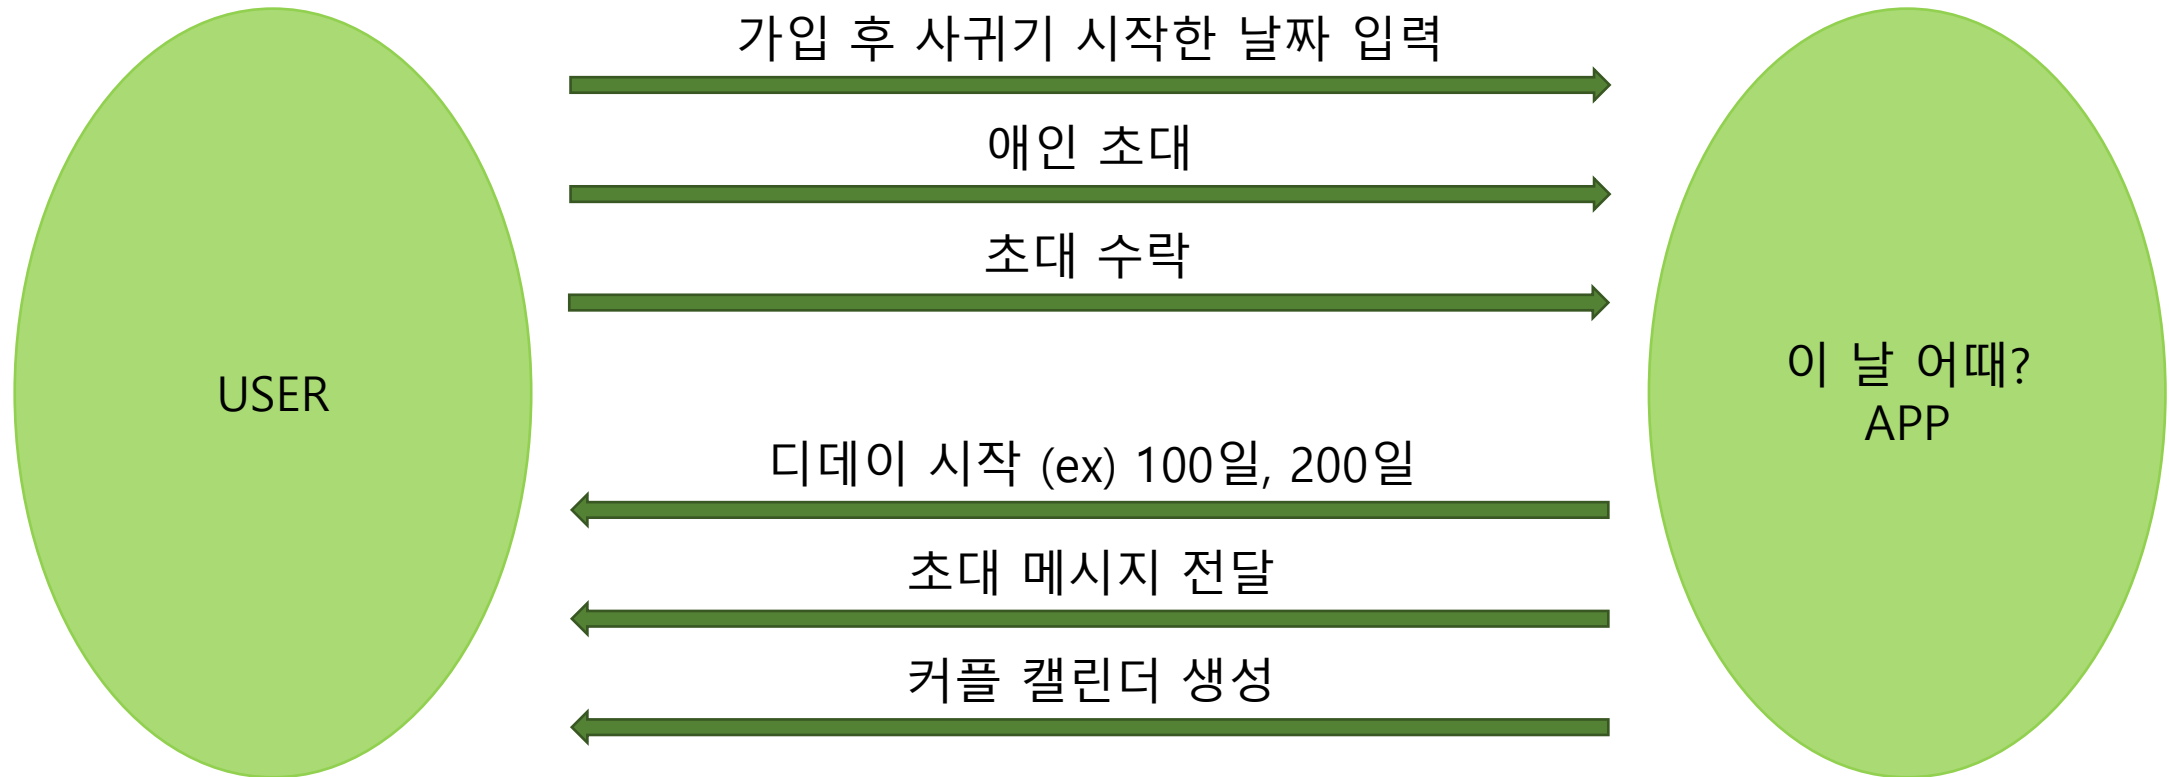 가입 후 사귀기 시작한 날짜 입력
애인 초대
초대 수락
USER
이 날 어때?
APP
디데이 시작 (ex) 100일, 200일
초대 메시지 전달
커플 캘린더 생성